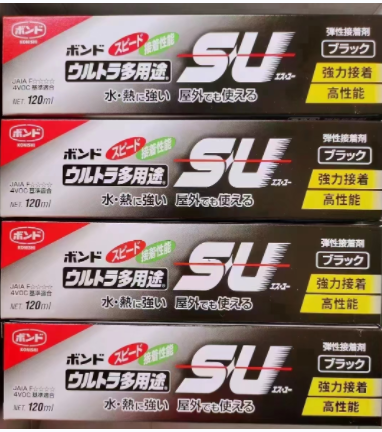 ボンド
KONISHI
JAIA F☆☆☆☆
4VOC 基準適合
NET. 120ml
ボンド スピード 接着性能
ウルトラ多用途®
SU エス・ユー
水・熱に強い 屋外でも使える
弾性接着剤
ブラック
強力接着
高性能
ボンド
KONISHI
JAIA F☆☆☆☆
4VOC 基準適合
NET. 120ml
ボンド スピード 接着性能
ウルトラ多用途®
SU エス・ユー
水・熱に強い 屋外でも使える
弾性接着剤
ブラック
強力接着
高性能
ボンド
KONISHI
JAIA F☆☆☆☆
4VOC 基準適合
NET. 120ml
ボンド スピード 接着性能
ウルトラ多用途®
SU エス・ユー
水・熱に強い 屋外でも使える
弾性接着剤
ブラック
強力接着
高性能
ボンド
KONISHI
JAIA F☆☆☆☆
4VOC 基準適合
NET. 120ml
ボンド スピード 接着性能
ウルトラ多用途®
SU エス・ユー
水・熱に強い 屋外でも使える
弾性接着剤
ブラック
強力接着
高性能